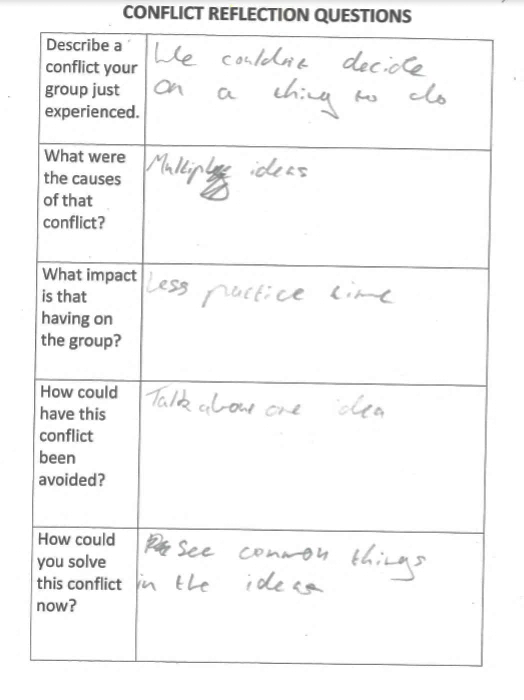 CONFLICT REFLECTION QUESTIONS
Describe a
conflict your
group just
experienced.
We couldn't decide
on a thing to do
What were
the causes
of that
conflict?
Multiple ideas
What impact
is that
having on
the group?
Less practice time
How could
have this
conflict
been
avoided?
Talk about one idea
How could
you solve
this conflict
now?
See common things
in the ideas